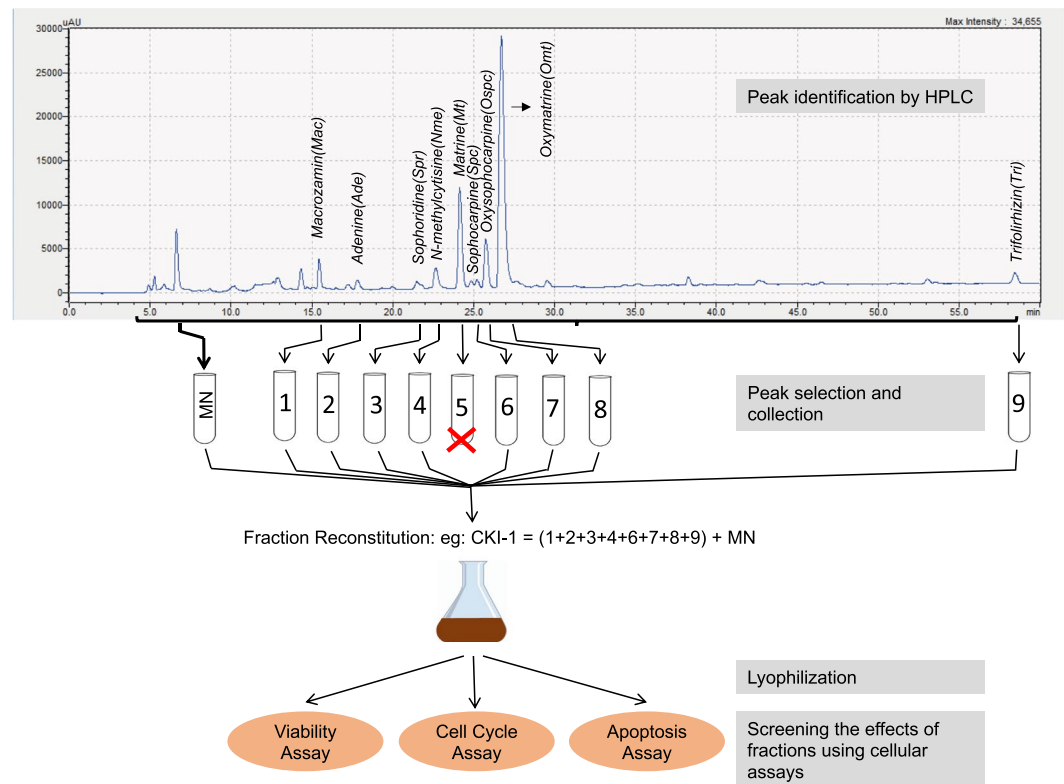 uAU
Max Intensity : 34,655
30000
25000
20000
15000
10000
5000
0
Macrozamin(Mac)
Adenine(Ade)
Sophoridine(Spr)
N-methylcytisine(Nme)
Matrine(Mt)
Sophocarpine(Spc)
Oxysophocarpine(Ospc)
Oxymatrine(Omt)
Trifolirhizin(Tri)
Peak identification by HPLC
0.0 5.0 10.0 15.0 20.0 25.0 30.0 35.0 40.0 45.0 50.0 55.0 min
MN 1 2 3 4 5 6 7 8 9
Peak selection and
collection
Fraction Reconstitution: eg: CKI-1 = (1+2+3+4+6+7+8+9) + MN
Lyophilization
Viability
Assay
Cell Cycle
Assay
Apoptosis
Assay
Screening the effects of
fractions using cellular
assays